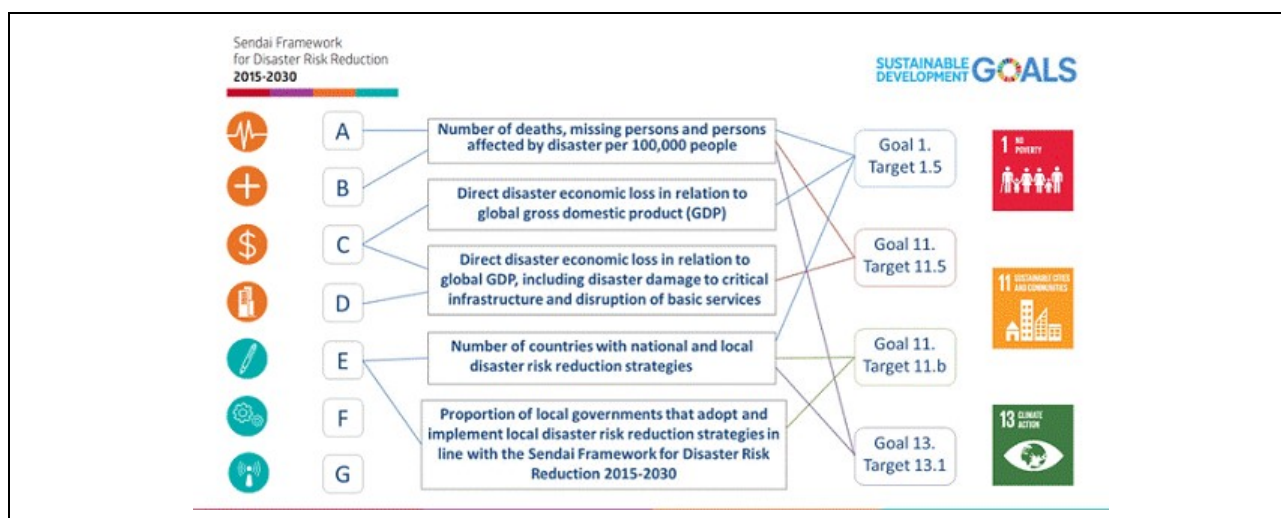 Sendai Framework
for Disaster Risk Reduction
2015-2030
SUSTAINABLE
DEVELOPMENT
GOALS
A
B
C
D
E
F
G
Number of deaths, missing persons and persons
affected by disaster per 100,000 people
Direct disaster economic loss in relation to
global gross domestic product (GDP)
Direct disaster economic loss in relation to
global GDP, including disaster damage to critical
infrastructure and disruption of basic services
Number of countries with national and local
disaster risk reduction strategies
Proportion of local governments that adopt and
implement local disaster risk reduction strategies in
line with the Sendai Framework for Disaster Risk
Reduction 2015-2030
Goal 1.
Target 1.5
Goal 11.
Target 11.5
Goal 11.
Target 11.b
Goal 13.
Target 13.1
1 NO
POVERTY
11 SUSTAINABLE CITIES
AND COMMUNITIES
13 CLIMATE
ACTION